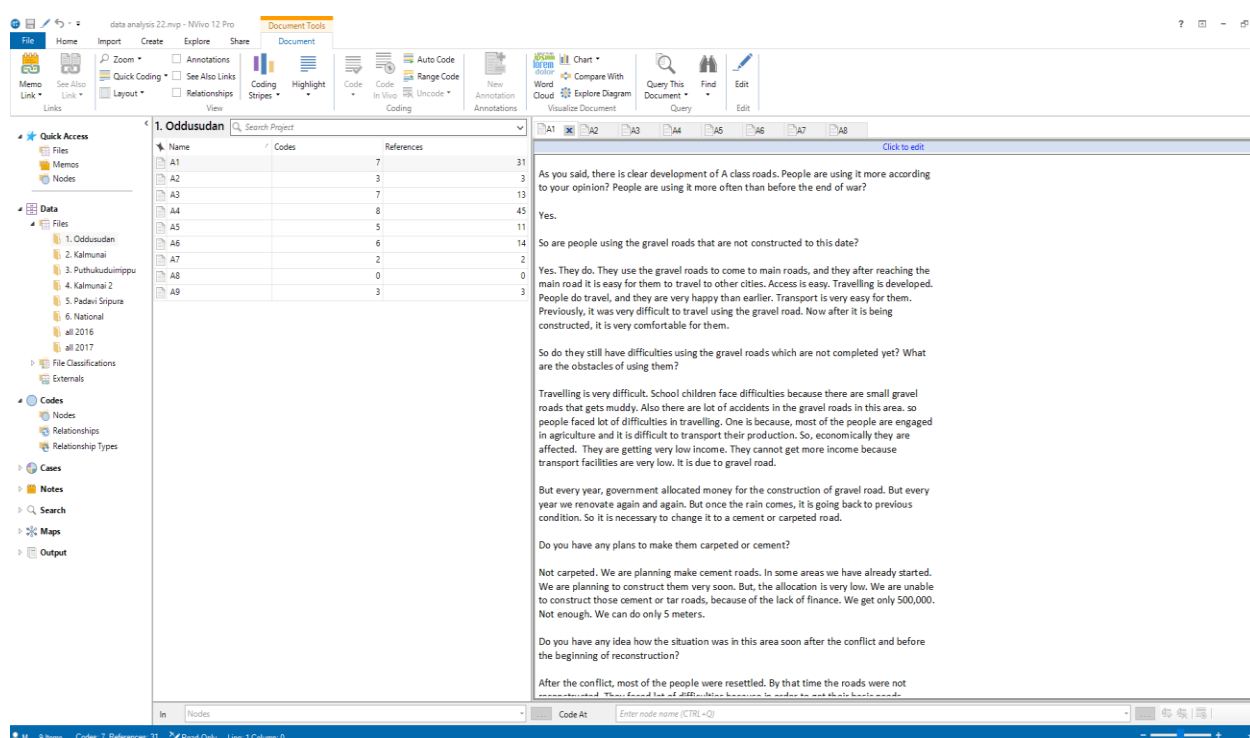 data analysis 22.nvp - NVivo 12 Pro
Document Tools
?
File Home Import Create Explore Share Document
Memo Link
See Also Link
Links
Zoom
Quick Coding
Layout
Annotations
See Also Links
Relationships
View
Coding Stripes
Highlight
Code
Code In Vivo
Auto Code
Range Code
Uncode
Coding
New Annotation
Annotations
Word Cloud
Chart
Compare With
Explore Diagram
Visualize Document
Query This Document
Find
Query
Edit
Edit
Quick Access
Files
Memos
Nodes
Data
Files
1. Oddusudan
2. Kalmunai
3. Puthukuduirippu
4. Kalmunai 2
5. Padavi Sripura
6. National
all 2016
all 2017
File Classifications
Externals
Codes
Nodes
Relationships
Relationship Types
Cases
Notes
Search
Maps
Output
1. Oddusudan Search Project
Name Codes References
A1 7 31
A2 3 3
A3 7 13
A4 8 45
A5 5 11
A6 6 14
A7 2 2
A8 0 0
A9 3 3
A1 A2 A3 A4 A5 A6 A7 A8
Click to edit
As you said, there is clear development of A class roads. People are using it more according
to your opinion? People are using it more often than before the end of war?
Yes.
So are people using the gravel roads that are not constructed to this date?
Yes. They do. They use the gravel roads to come to main roads, and they after reaching the
main road it is easy for them to travel to other cities. Access is easy. Travelling is developed.
People do travel, and they are very happy than earlier. Transport is very easy for them.
Previously, it was very difficult to travel using the gravel road. Now after it is being
constructed, it is very comfortable for them.
So do they still have difficulties using the gravel roads which are not completed yet? What
are the obstacles of using them?
Travelling is very difficult. School children face difficulties because there are small gravel
roads that gets muddy. Also there are lot of accidents in the gravel roads in this area. so
people faced lot of difficulties in travelling. One is because, most of the people are engaged
in agriculture and it is difficult to transport their production. So, economically they are
affected. They are getting very low income. They cannot get more income because
transport facilities are very low. It is due to gravel road.
But every year, government allocated money for the construction of gravel road. But every
year we renovate again and again. But once the rain comes, it is going back to previous
condition. So it is necessary to change it to a cement or carpeted road.
Do you have any plans to make them carpeted or cement?
Not carpeted. We are planning make cement roads. In some areas we have already started.
We are planning to construct them very soon. But, the allocation is very low. We are unable
to construct those cement or tar roads, because of the lack of finance. We get only 500,000.
Not enough. We can do only 5 meters.
Do you have any idea how the situation was in this area soon after the conflict and before
the beginning of reconstruction?
After the conflict, most of the people were resettled. By that time the roads were not
reconstructed. They faced lot of difficulties because in order to get their basic needs
In Nodes
Code At Enter node name (CTRL+Q)
9 Items Codes: 7 References: 31 Read-Only Line: 1 Column: 0